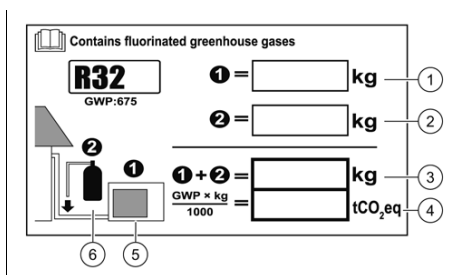 Contains fluorinated greenhouse gases
R32
GWP:675
❶ = kg ①
❷ = kg ②
❷ ❶
❶+❷ = kg ③
GWP × kg / 1000 = tCO₂eq ④
⑥ ⑤